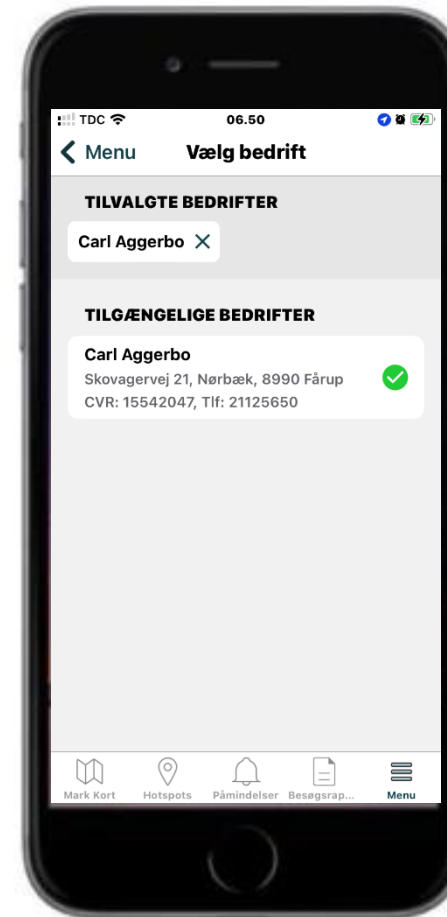 TDC 06.50
Menu Vælg bedrift
TILVALGTE BEDRIFTER
Carl Aggerbo
TILGÆNGELIGE BEDRIFTER
Carl Aggerbo
Skovagervej 21, Nørbæk, 8990 Fårup
CVR: 15542047, Tlf: 21125650
Mark Kort Hotspots Påmindelser Besøgsrap... Menu